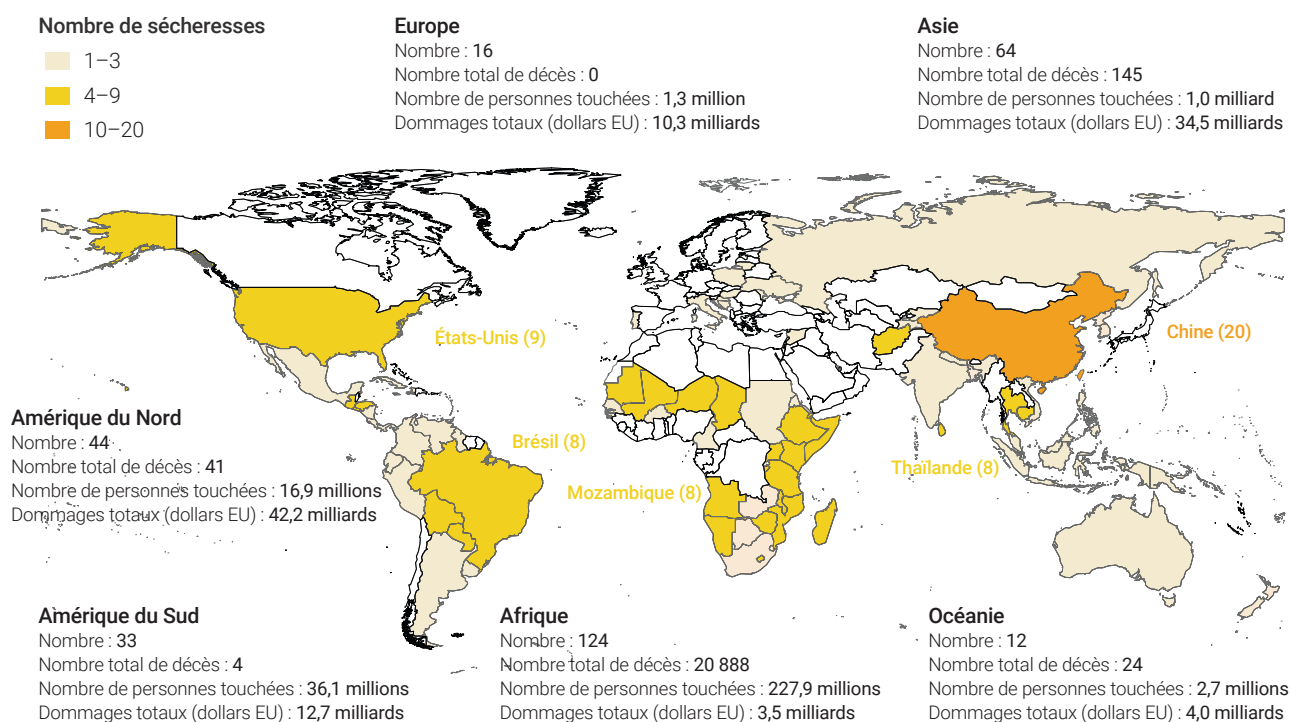 Nombre de sécheresses
1–3
4–9
10–20
Europe
Nombre : 16
Nombre total de décès : 0
Nombre de personnes touchées : 1,3 million
Dommages totaux (dollars EU) : 10,3 milliards
Asie
Nombre : 64
Nombre total de décès : 145
Nombre de personnes touchées : 1,0 milliard
Dommages totaux (dollars EU) : 34,5 milliards
États-Unis (9)
Chine (20)
Brésil (8)
Mozambique (8)
Thaïlande (8)
Amérique du Nord
Nombre : 44
Nombre total de décès : 41
Nombre de personnes touchées : 16,9 millions
Dommages totaux (dollars EU) : 42,2 milliards
Amérique du Sud
Nombre : 33
Nombre total de décès : 4
Nombre de personnes touchées : 36,1 millions
Dommages totaux (dollars EU) : 12,7 milliards
Afrique
Nombre : 124
Nombre total de décès : 20 888
Nombre de personnes touchées : 227,9 millions
Dommages totaux (dollars EU) : 3,5 milliards
Océanie
Nombre : 12
Nombre total de décès : 24
Nombre de personnes touchées : 2,7 millions
Dommages totaux (dollars EU) : 4,0 milliards